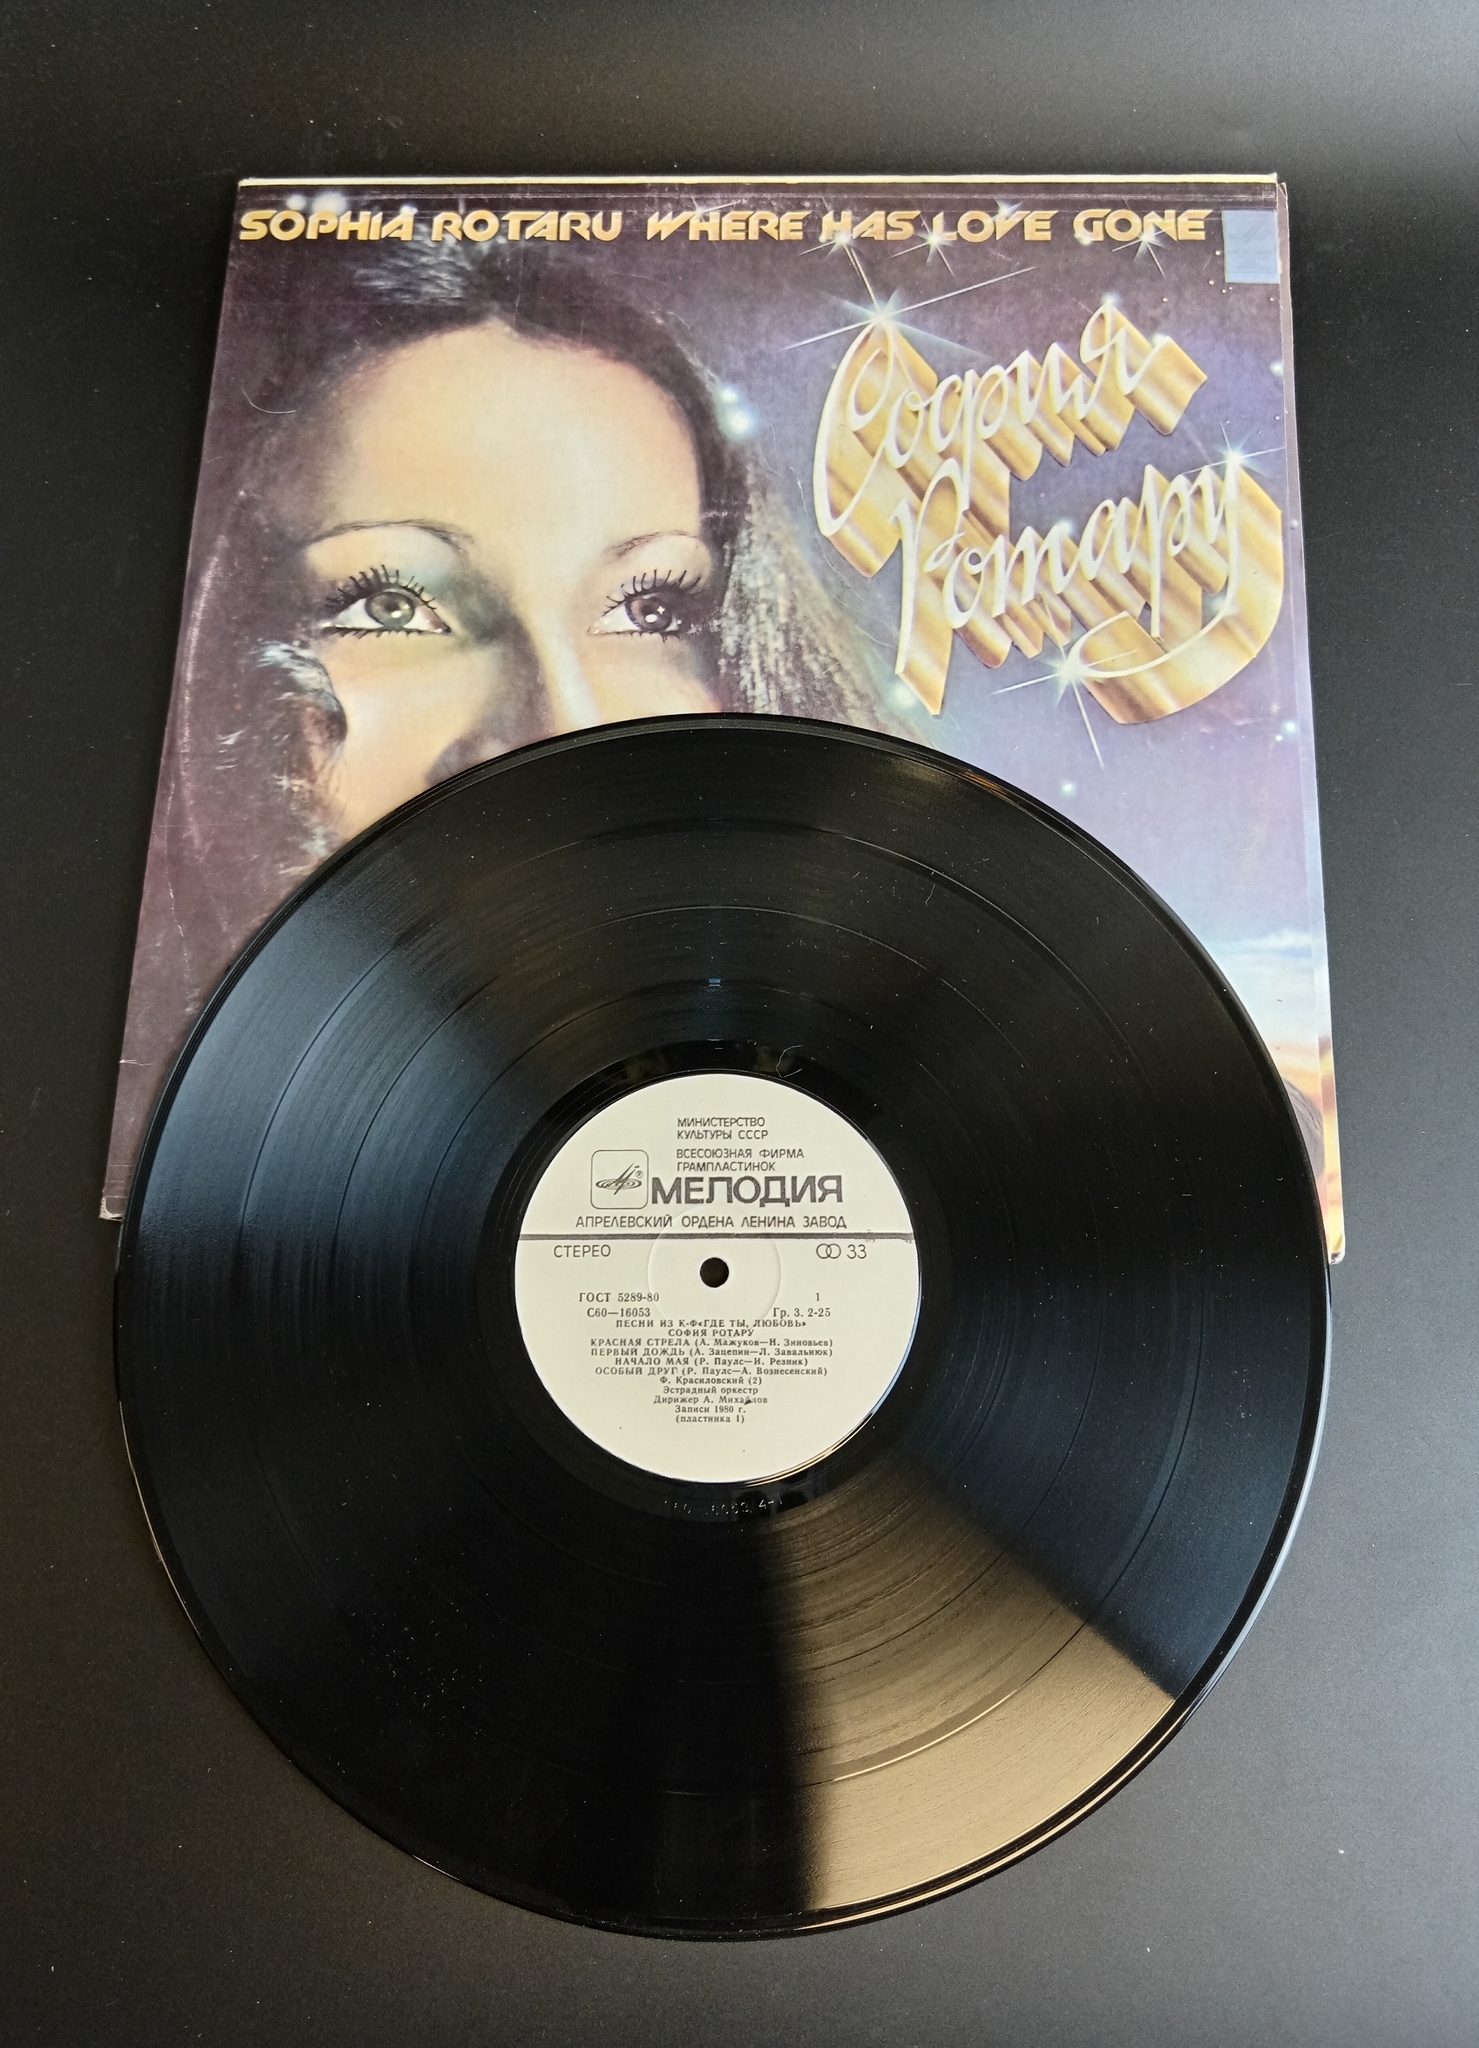 SOPHIA ROTARU WHERE HAS LOVE GONE
София
Ротару
МИНИСТЕРСТВО
КУЛЬТУРЫ СССР
ВСЕСОЮЗНАЯ ФИРМА
ГРАМПЛАСТИНОК
МЕЛОДИЯ
АПРЕЛЕВСКИЙ ОРДЕНА ЛЕНИНА ЗАВОД
СТЕРЕО 33
ГОСТ 5289-80 1
С60—16053 Гр. 3. 2-25
ПЕСНИ ИЗ К-Ф«ГДЕ ТЫ, ЛЮБОВЬ»
СОФИЯ РОТАРУ
КРАСНАЯ СТРЕЛА (А. Мажуков—Н. Зиновьев)
ПЕРВЫЙ ДОЖДЬ (А. Зацепин—Л. Завальнюк)
НАЧАЛО МАЯ (Р. Паулс—И. Резник)
ОСОБЫЙ ДРУГ (Р. Паулс—А. Вознесенский)
Ф. Красиловский (2)
Эстрадный оркестр
Дирижер А. Михайлов
Записи 1980 г.
(пластинка 1)